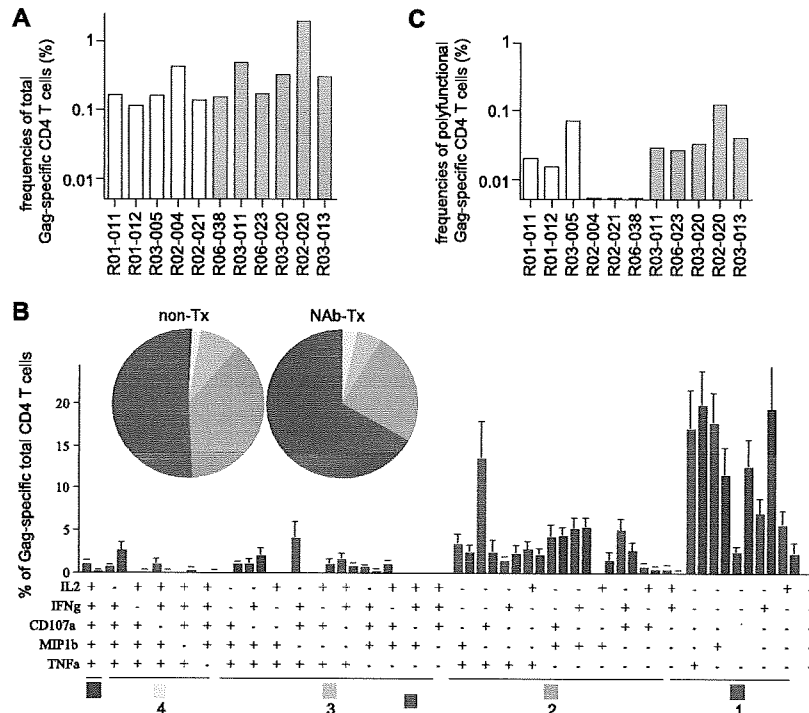 A
frequencies of total
Gag-specific CD4 T cells (%)
1
0.1
0.01
R01-011
R01-012
R03-005
R02-004
R02-021
R06-038
R03-011
R06-023
R03-020
R02-020
R03-013
C
frequencies of polyfunctional
Gag-specific CD4 T cells (%)
1
0.1
0.01
R01-011
R01-012
R03-005
R02-004
R02-021
R06-038
R03-011
R06-023
R03-020
R02-020
R03-013
B
non-Tx
NAb-Tx
% of Gag-specific total CD4 T cells
20
15
10
5
0
IL2
IFNg
CD107a
MIP1b
TNFa
4
3
2
1